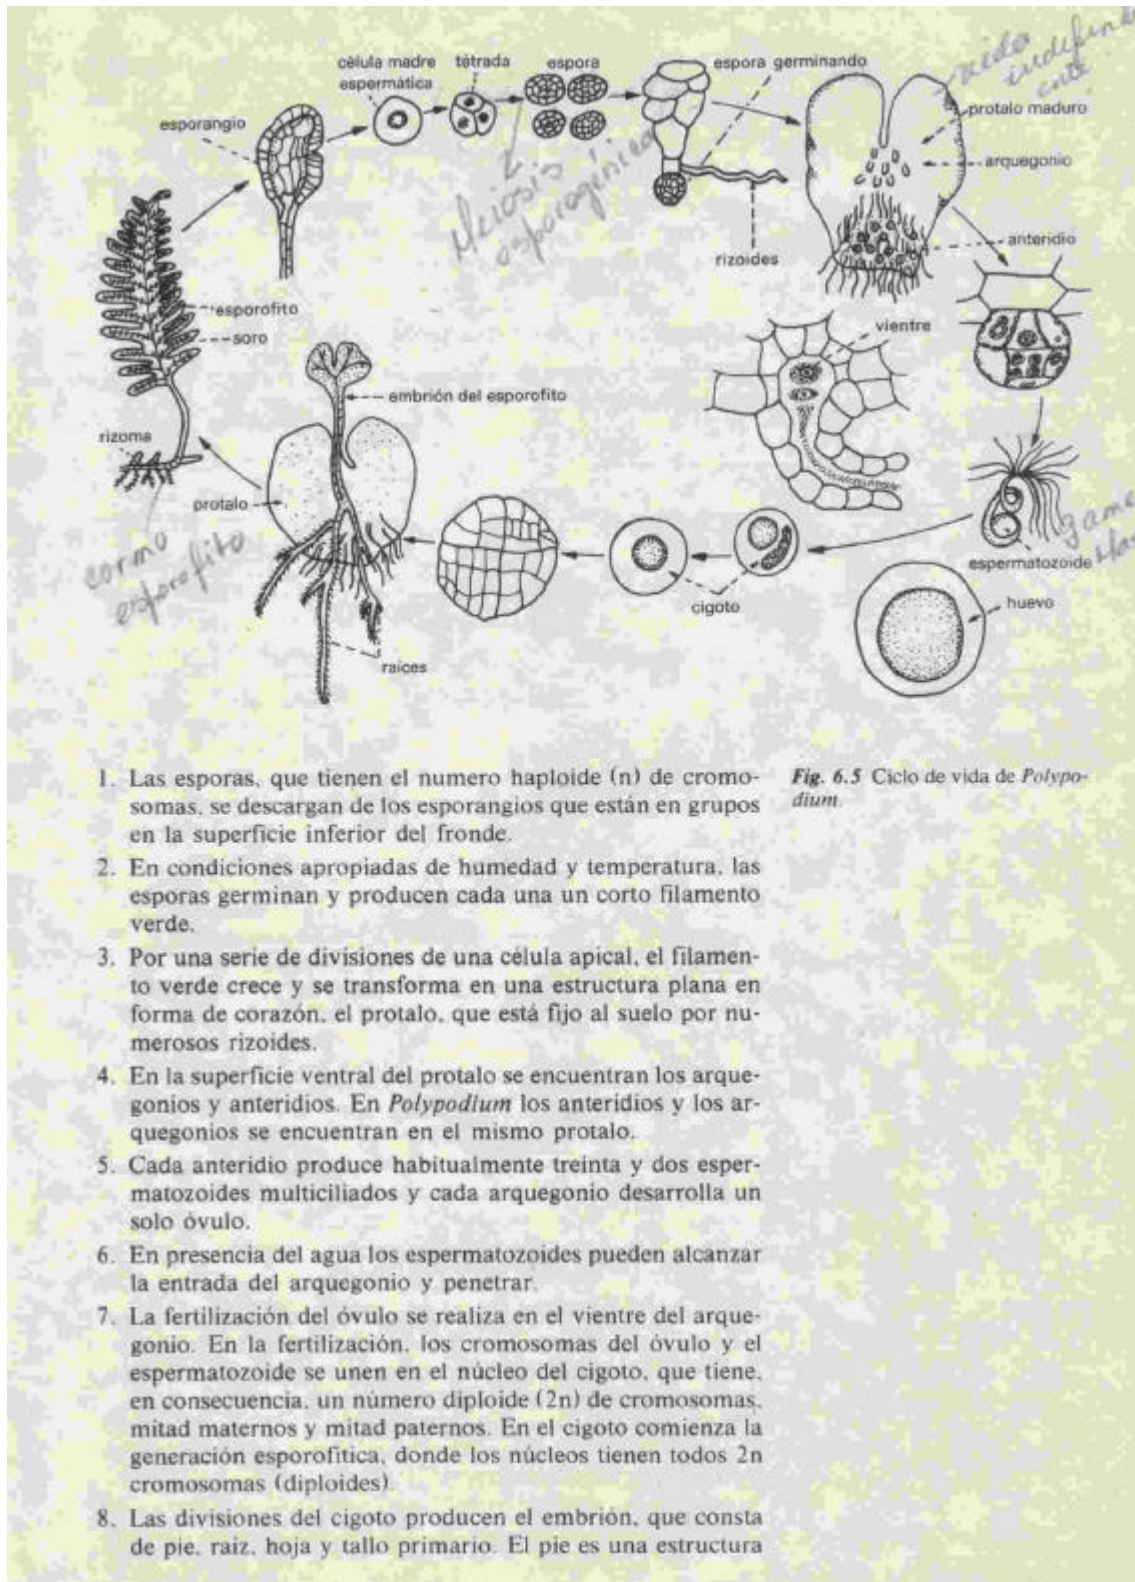 célula madre
espermática
tétrada
espora
espora germinando
esporangio
protalo maduro
arquegonio
anteridio
rizoides
Meiosis
esporogénica
esporofito
soro
vientre
embrión del esporofito
rizoma
protalo
cormo
esporofito
espermatozoide
cigoto
huevo
raíces
1. Las esporas, que tienen el numero haploide (n) de cromo-
somas, se descargan de los esporangios que están en grupos
en la superficie inferior del fronde.
2. En condiciones apropiadas de humedad y temperatura, las
esporas germinan y producen cada una un corto filamento
verde.
3. Por una serie de divisiones de una célula apical, el filamen-
to verde crece y se transforma en una estructura plana en
forma de corazón, el protalo, que está fijo al suelo por nu-
merosos rizoides.
4. En la superficie ventral del protalo se encuentran los arque-
gonios y anteridios. En Polypodium los anteridios y los ar-
quegonios se encuentran en el mismo protalo.
5. Cada anteridio produce habitualmente treinta y dos esper-
matozoides multiciliados y cada arquegonio desarrolla un
solo óvulo.
6. En presencia del agua los espermatozoides pueden alcanzar
la entrada del arquegonio y penetrar.
7. La fertilización del óvulo se realiza en el vientre del arque-
gonio. En la fertilización, los cromosomas del óvulo y el
espermatozoide se unen en el núcleo del cigoto, que tiene,
en consecuencia, un número diploide (2n) de cromosomas,
mitad maternos y mitad paternos. En el cigoto comienza la
generación esporofítica, donde los núcleos tienen todos 2n
cromosomas (diploides).
8. Las divisiones del cigoto producen el embrión, que consta
de pie, raiz, hoja y tallo primario. El pie es una estructura
Fig. 6.5 Ciclo de vida de Polypo-
dium.